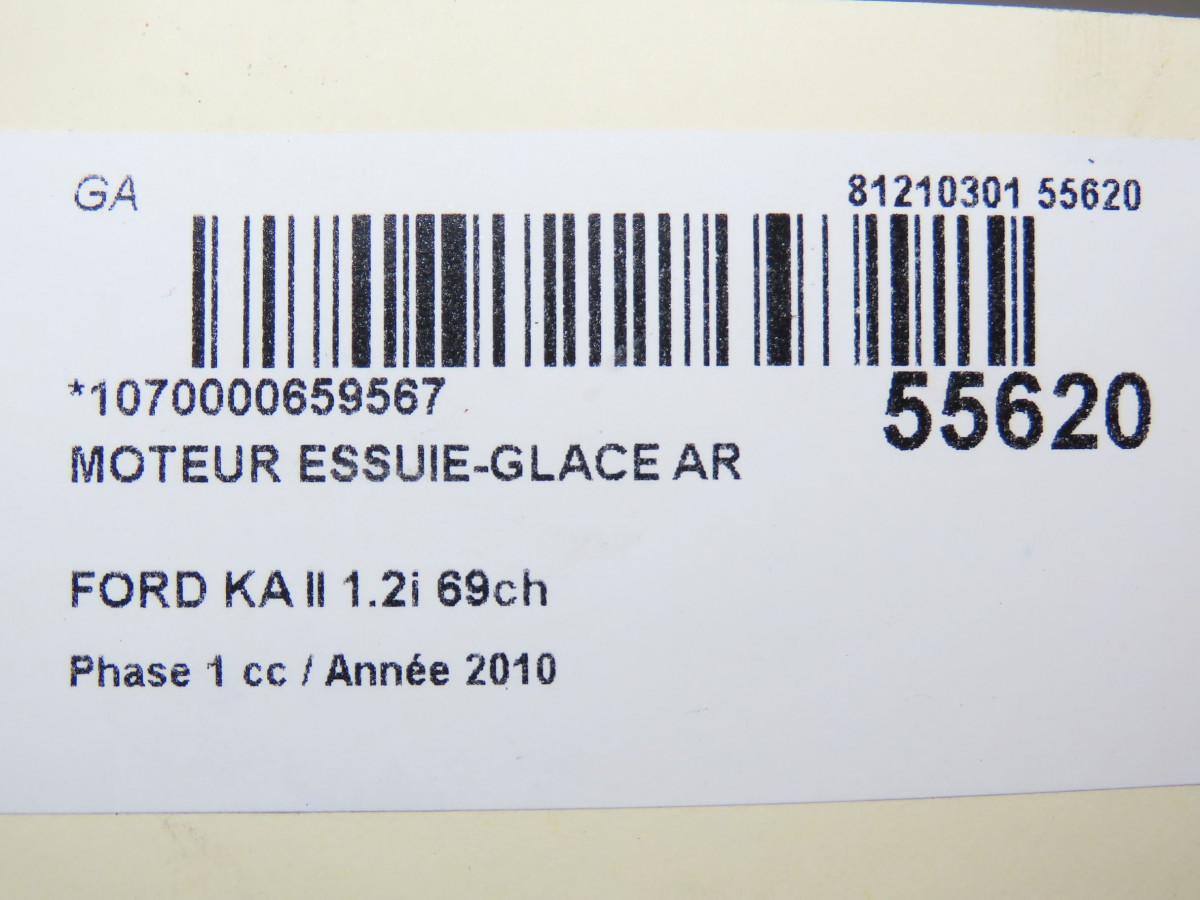 GA
81210301 55620
*1070000659567
55620
MOTEUR ESSUIE-GLACE AR
FORD KA II 1.2i 69ch
Phase 1 cc / Année 2010